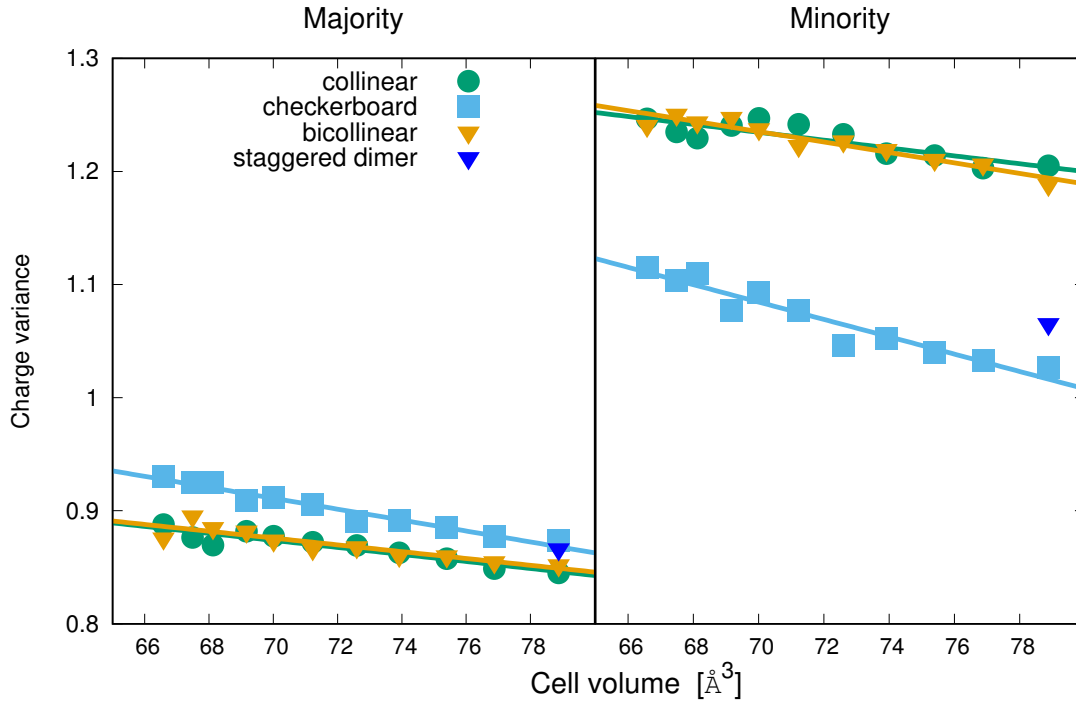 Majority
Minority
collinear
checkerboard
bicollinear
staggered dimer
Charge variance
1.3
1.2
1.1
1
0.9
0.8
66 68 70 72 74 76 78
66 68 70 72 74 76 78
Cell volume [Å³]